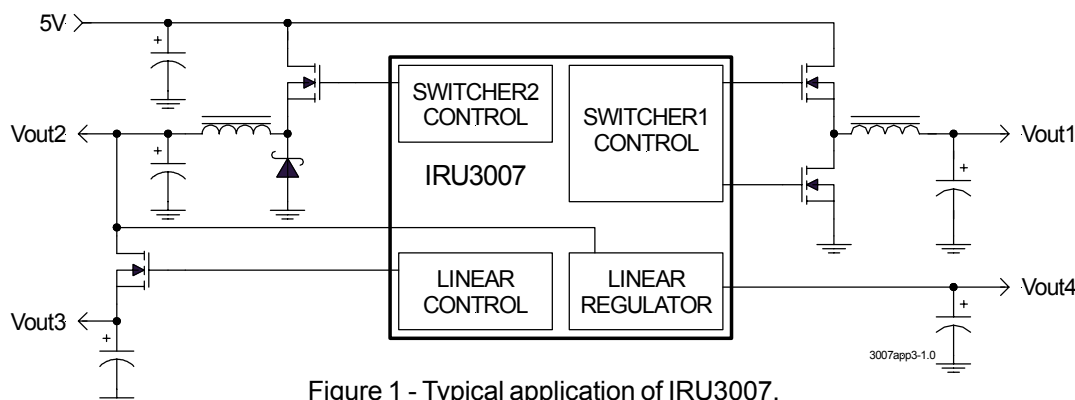 5V
SWITCHER2
CONTROL
SWITCHER1
CONTROL
Vout2
Vout1
IRU3007
LINEAR
CONTROL
LINEAR
REGULATOR
Vout4
Vout3
3007app3-1.0
Figure 1 - Typical application of IRU3007.